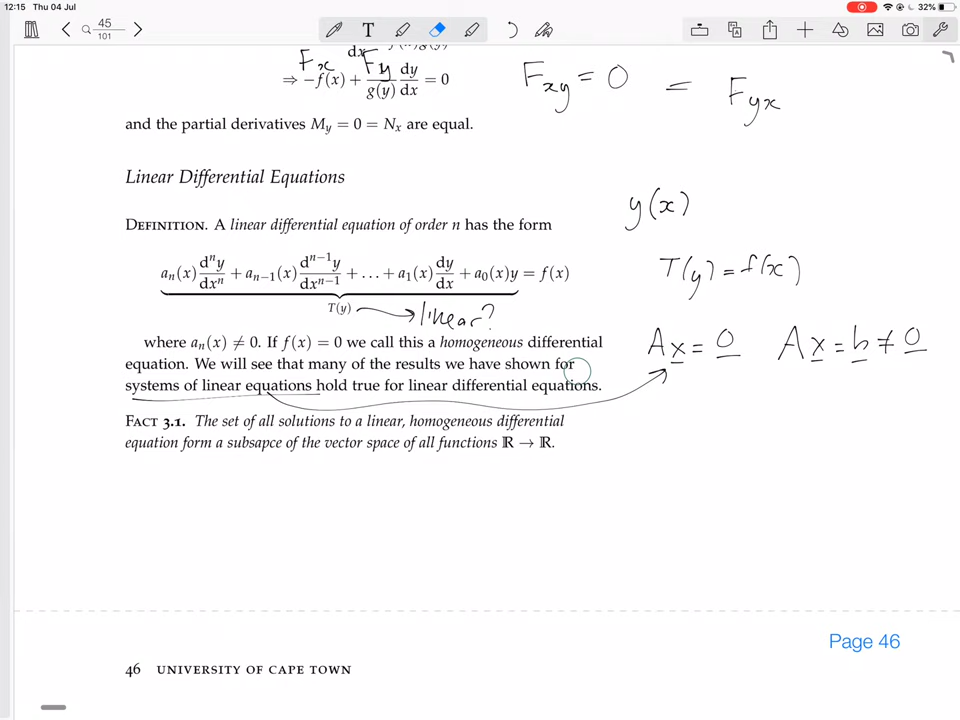 12:15 Thu 04 Jul
32%
45
101
T
dx
F_x F_y
⇒ −f(x) + 1/g(y) dy/dx = 0
F_xy = 0 = F_yx
and the partial derivatives M_y = 0 = N_x are equal.
Linear Differential Equations
y(x)
DEFINITION. A linear differential equation of order n has the form
a_n(x) d^n y/dx^n + a_{n−1}(x) d^{n−1}y/dx^{n−1} + . . . + a_1(x) dy/dx + a_0(x)y = f(x)
T(y) = f(x)
T(y) → linear?
where a_n(x) ≠ 0. If f(x) = 0 we call this a homogeneous differential
equation. We will see that many of the results we have shown for
systems of linear equations hold true for linear differential equations.
Ax = 0 Ax = b ≠ 0
FACT 3.1. The set of all solutions to a linear, homogeneous differential
equation form a subsapce of the vector space of all functions ℝ → ℝ.
Page 46
46 UNIVERSITY OF CAPE TOWN